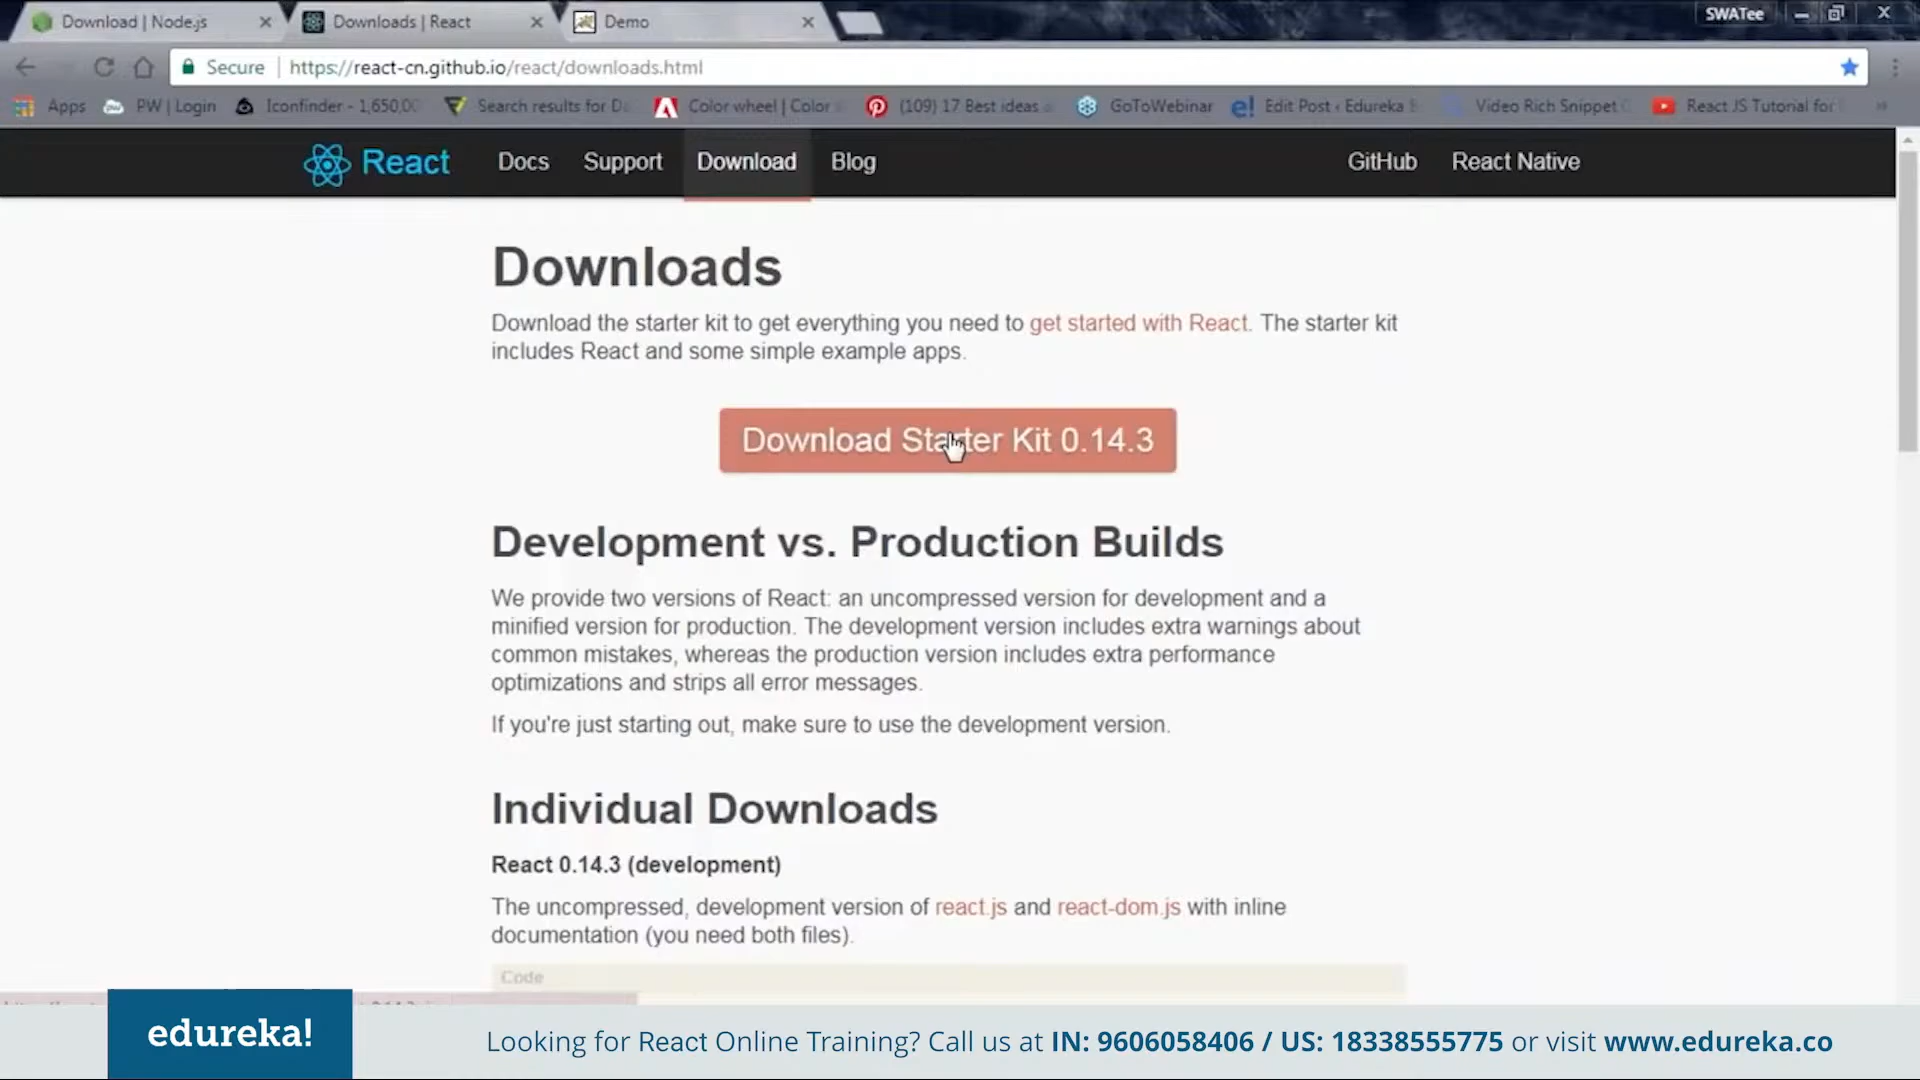 Download | Node.js
Downloads | React
Demo
SWATee
Secure
https://react-cn.github.io/react/downloads.html
Apps
PW | Login
Iconfinder - 1,650,0
Search results for D
Color wheel | Color
(109) 17 Best ideas
GoToWebinar
Edit Post ‹ Edureka
Video Rich Snippet
React JS Tutorial for
React
Docs
Support
Download
Blog
GitHub
React Native
Downloads
Download the starter kit to get everything you need to get started with React. The starter kit
includes React and some simple example apps.
Download Starter Kit 0.14.3
Development vs. Production Builds
We provide two versions of React: an uncompressed version for development and a
minified version for production. The development version includes extra warnings about
common mistakes, whereas the production version includes extra performance
optimizations and strips all error messages.
If you're just starting out, make sure to use the development version.
Individual Downloads
React 0.14.3 (development)
The uncompressed, development version of react.js and react-dom.js with inline
documentation (you need both files).
Code
edureka!
Looking for React Online Training? Call us at IN: 9606058406 / US: 18338555775 or visit www.edureka.co